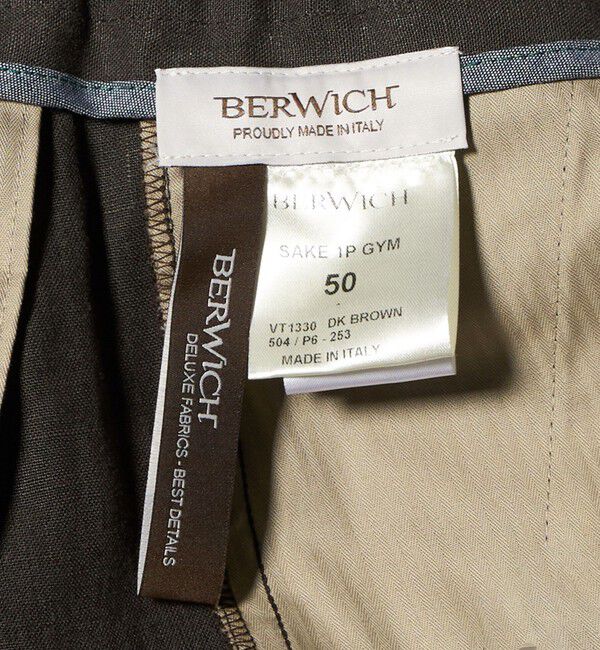 BERWICH
PROUDLY MADE IN ITALY
BERWICH
SAKE 1P GYM
50
VT1330 DK BROWN
504 / P6 - 253
MADE IN ITALY
BERWICH
DELUXE FABRICS - BEST DETAILS